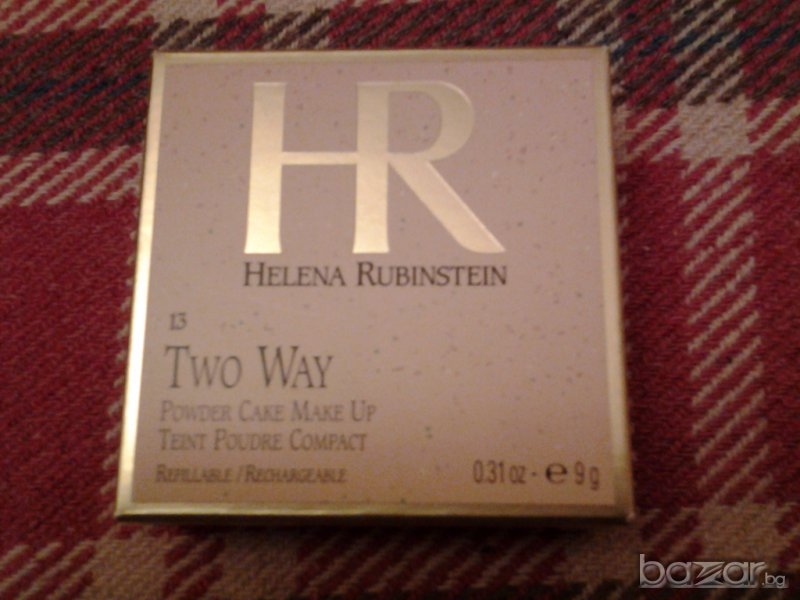 HR
HELENA RUBINSTEIN
13
TWO WAY
POWDER CAKE MAKE UP
TEINT POUDRE COMPACT
REFILLABLE / RECHARGEABLE
0.31 oz - e 9 g
bazar.bg